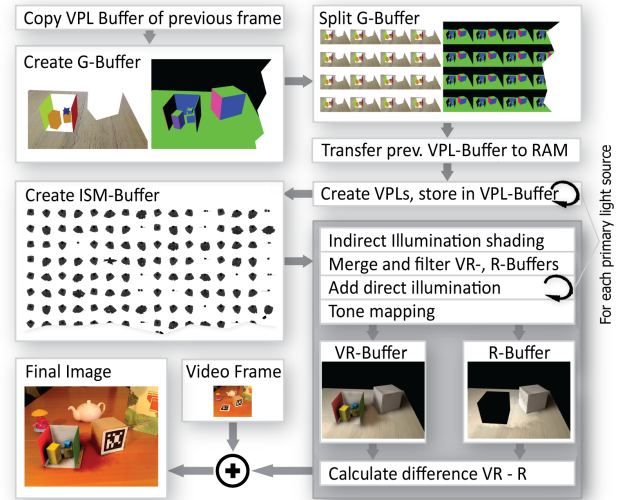 Copy VPL Buffer of previous frame
Create G-Buffer
Split G-Buffer
Transfer prev. VPL-Buffer to RAM
Create VPLs, store in VPL-Buffer
For each primary light source
Create ISM-Buffer
Indirect Illumination shading
Merge and filter VR-, R-Buffers
Add direct illumination
Tone mapping
VR-Buffer
R-Buffer
Calculate difference VR - R
Video Frame
Final Image